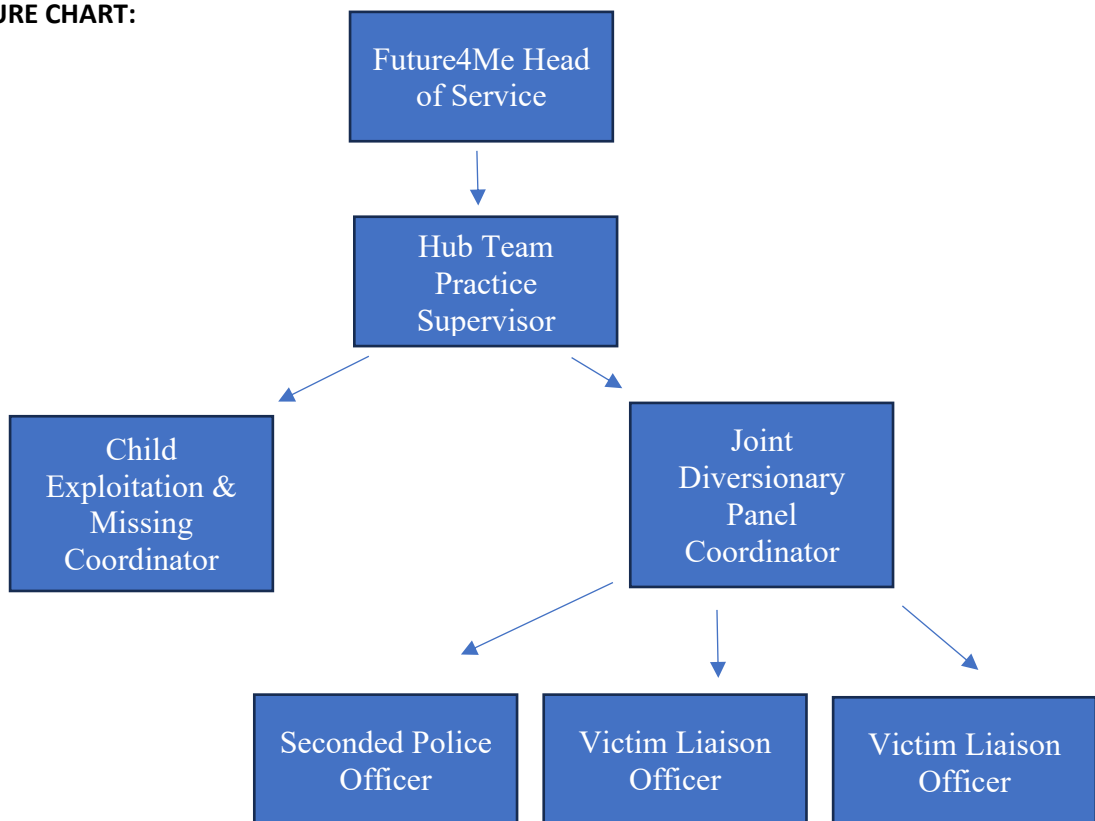 URE CHART:
Future4Me Head
of Service
Hub Team
Practice
Supervisor
Child
Exploitation &
Missing
Coordinator
Joint
Diversionary
Panel
Coordinator
Seconded Police
Officer
Victim Liaison
Officer
Victim Liaison
Officer